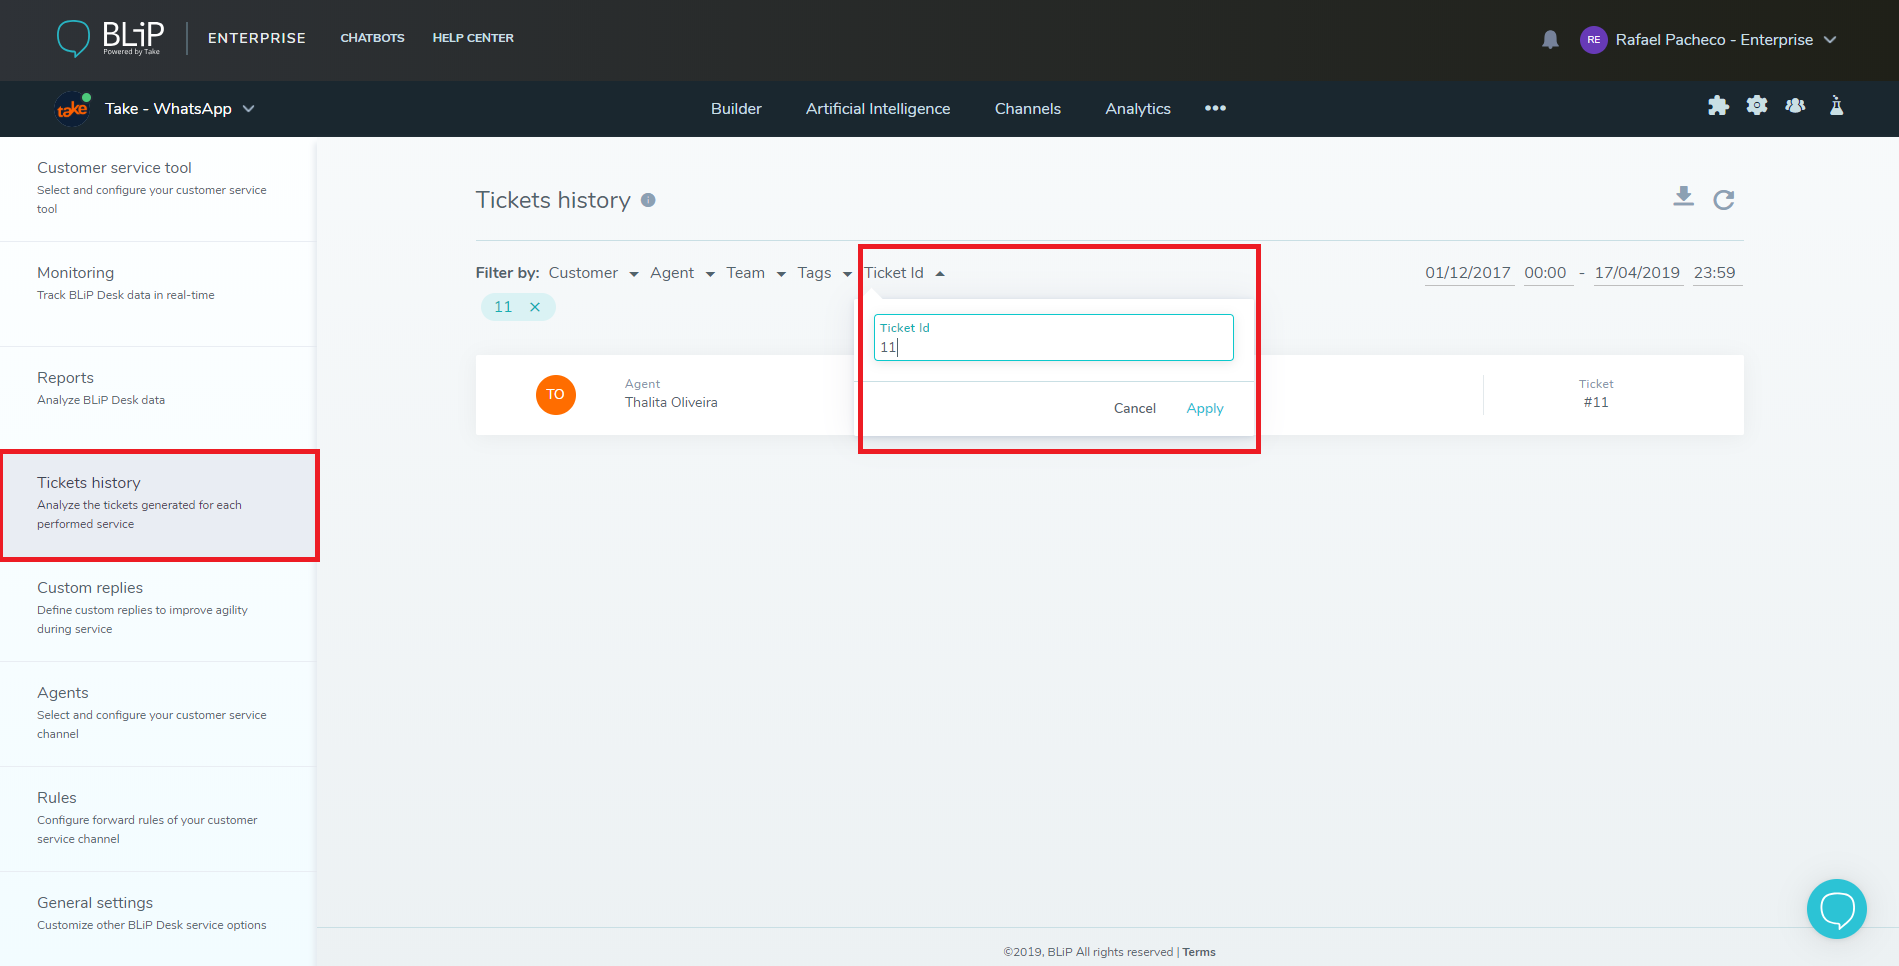 BLiP
Powered by Take
ENTERPRISE
CHATBOTS
HELP CENTER
RE
Rafael Pacheco - Enterprise
take
Take - WhatsApp
Builder
Artificial Intelligence
Channels
Analytics
Customer service tool
Select and configure your customer service
tool
Monitoring
Track BLiP Desk data in real-time
Reports
Analyze BLiP Desk data
Tickets history
Analyze the tickets generated for each
performed service
Custom replies
Define custom replies to improve agility
during service
Agents
Select and configure your customer service
channel
Rules
Configure forward rules of your customer
service channel
General settings
Customize other BLiP Desk service options
Tickets history
Filter by: Customer Agent Team Tags Ticket Id
01/12/2017 00:00 - 17/04/2019 23:59
11 ×
Ticket Id
11
Cancel Apply
TO
Agent
Thalita Oliveira
Ticket
#11
©2019, BLiP All rights reserved | Terms